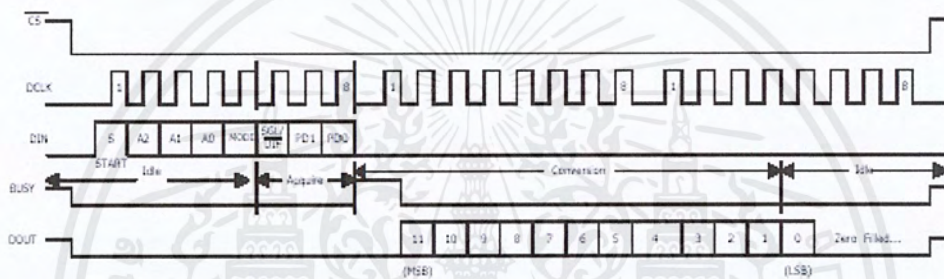 CS
DCLK 1 8 1 8 1 8
DIN S A2 A1 A0 MODE SGL/DIF PD1 PD0
START Idle Acquire Conversion Idle
BUSY
DOUT 11 10 9 8 7 6 5 4 3 2 1 0 Zero Filled...
(MSB) (LSB)